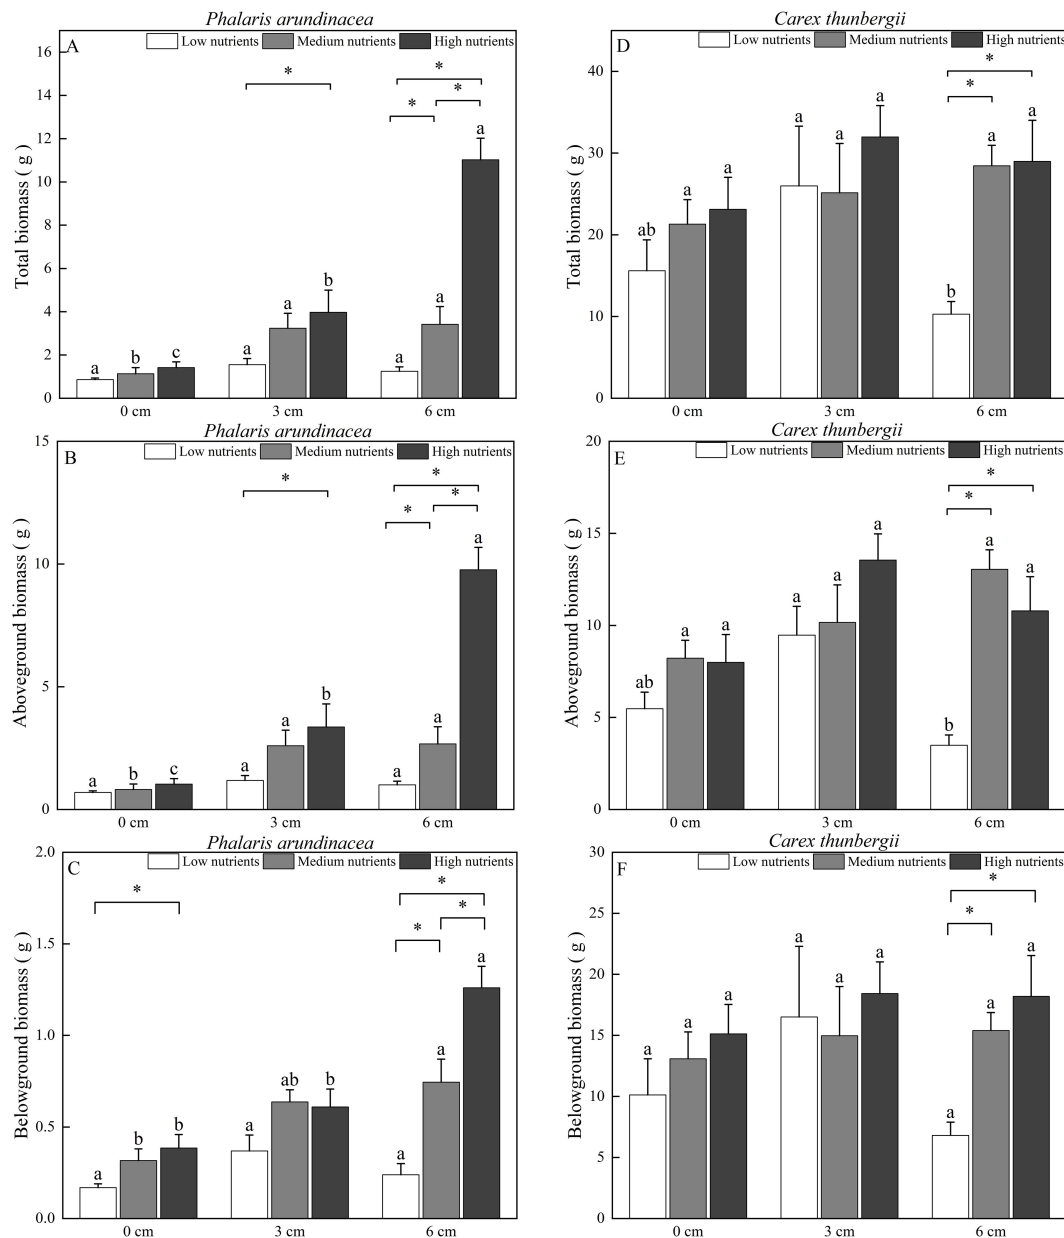 Phalaris arundinacea
A
Low nutrients Medium nutrients High nutrients
Total biomass ( g )
16
14
12
10
8
6
4
2
0
* * * *
a b c a a b a a a
0 cm 3 cm 6 cm
Carex thunbergii
D
Low nutrients Medium nutrients High nutrients
Total biomass ( g )
40
30
20
10
0
* *
ab a a a a a b a a
0 cm 3 cm 6 cm
Phalaris arundinacea
B
Low nutrients Medium nutrients High nutrients
Aboveground biomass ( g )
15
10
5
0
* * * *
a b c a a b a a a
0 cm 3 cm 6 cm
Carex thunbergii
E
Low nutrients Medium nutrients High nutrients
Aboveground biomass ( g )
20
15
10
5
0
* *
ab a a a a a b a a
0 cm 3 cm 6 cm
Phalaris arundinacea
C
Low nutrients Medium nutrients High nutrients
Belowground biomass ( g )
2.0
1.5
1.0
0.5
0.0
* * * *
a b b a ab b a a a
0 cm 3 cm 6 cm
Carex thunbergii
F
Low nutrients Medium nutrients High nutrients
Belowground biomass ( g )
30
25
20
15
10
5
0
* *
a a a a a a a a a
0 cm 3 cm 6 cm